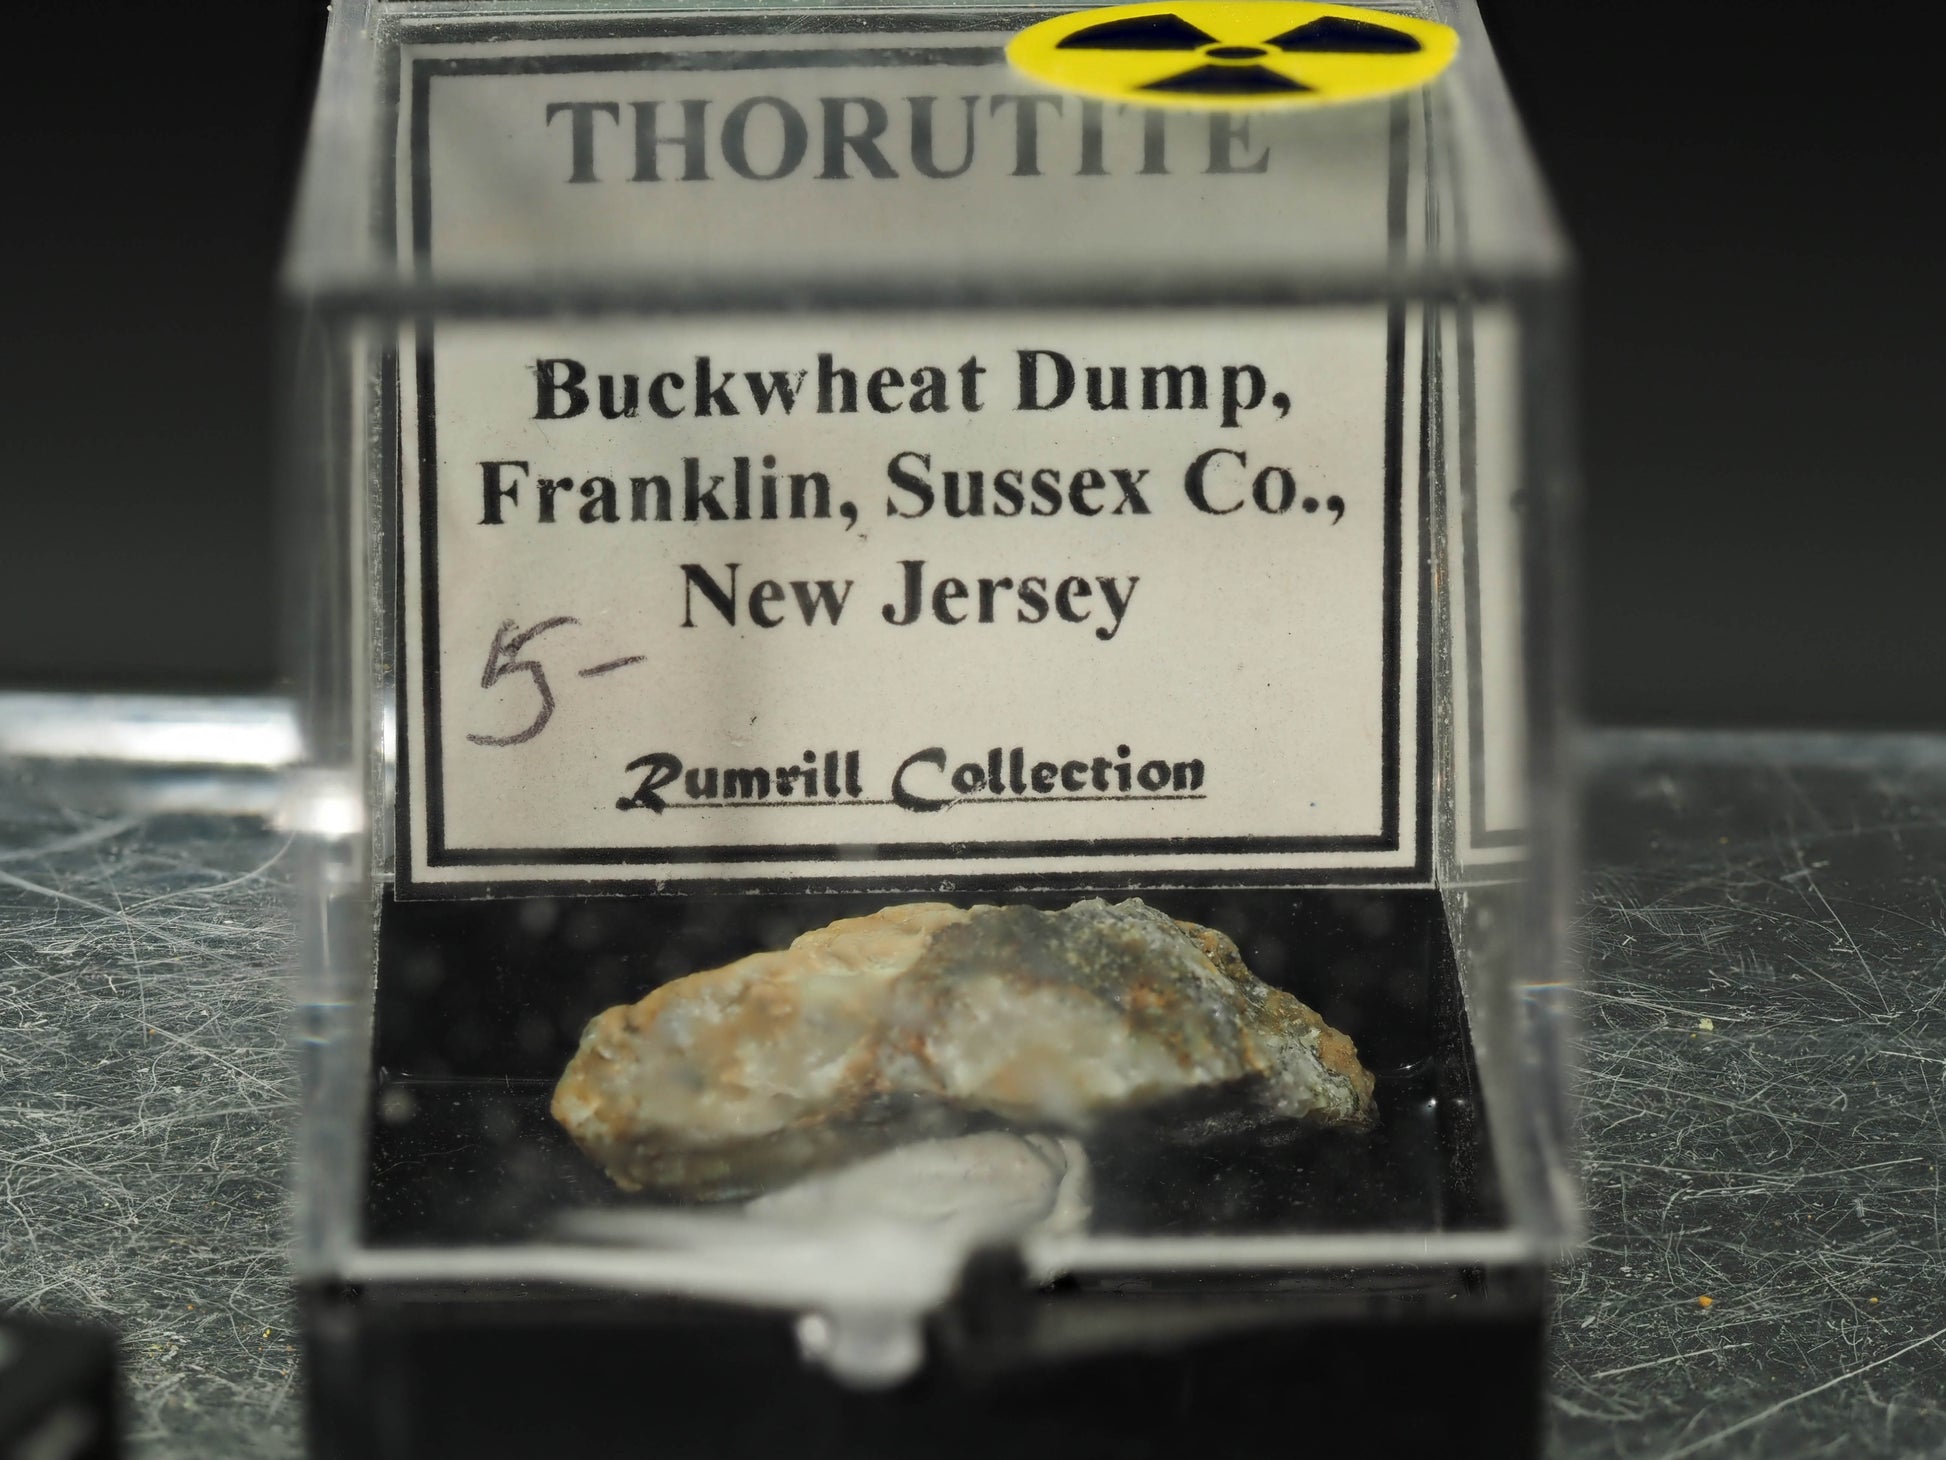 THORUTITE
Buckwheat Dump,
Franklin, Sussex Co.,
New Jersey
5-
Rumrill Collection